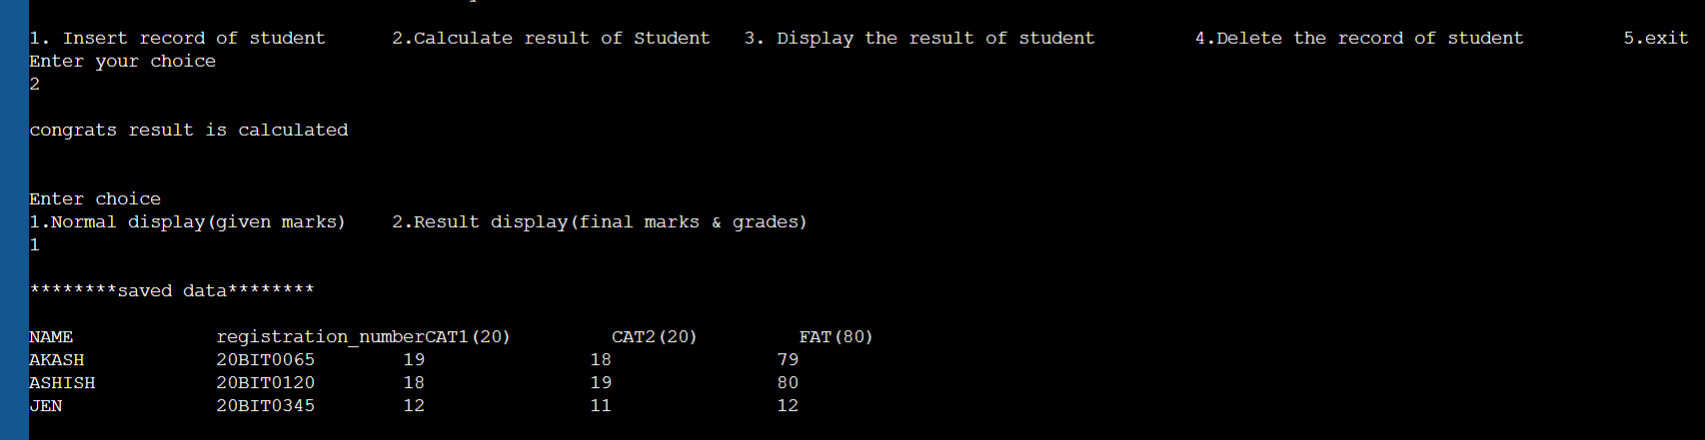 1. Insert record of student 2.Calculate result of Student 3. Display the result of student 4.Delete the record of student 5.exit
Enter your choice
2
congrats result is calculated
Enter choice
1.Normal display(given marks) 2.Result display(final marks & grades)
1
********saved data********
NAME registration_numberCAT1(20) CAT2(20) FAT(80)
AKASH 20BIT0065 19 18 79
ASHISH 20BIT0120 18 19 80
JEN 20BIT0345 12 11 12